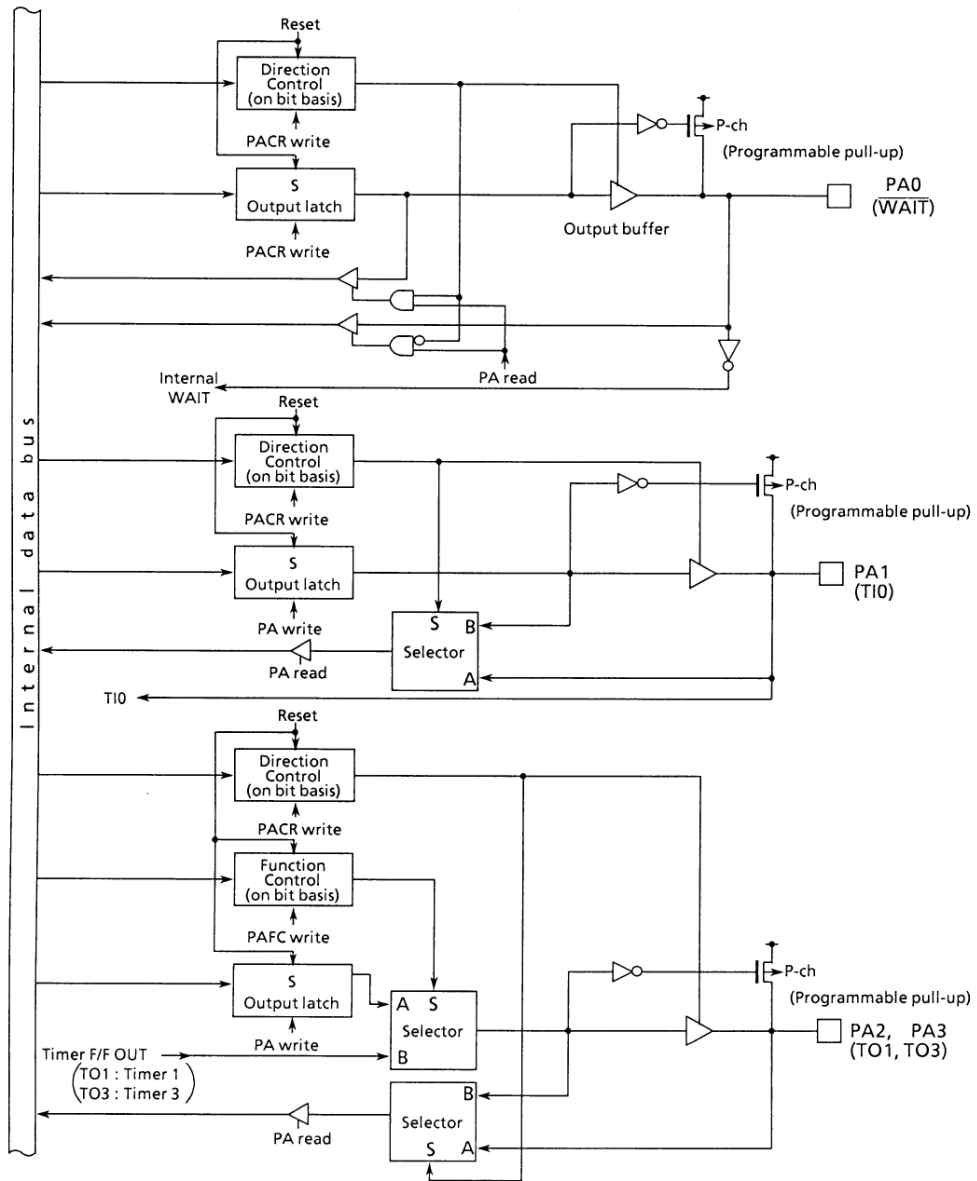 Internal data bus
Reset
Direction
Control
(on bit basis)
PACR write
S
Output latch
PACR write
P-ch
(Programmable pull-up)
Output buffer
PA0
(WAIT)
PA read
Internal
WAIT
Reset
Direction
Control
(on bit basis)
PACR write
S
Output latch
PA write
P-ch
(Programmable pull-up)
PA1
(TI0)
S
B
Selector
A
PA read
TI0
Reset
Direction
Control
(on bit basis)
PACR write
Function
Control
(on bit basis)
PAFC write
S
Output latch
PA write
A
S
Selector
B
P-ch
(Programmable pull-up)
PA2, PA3
(TO1, TO3)
Timer F/F OUT
(TO1 : Timer 1
TO3 : Timer 3)
B
Selector
S
A
PA read